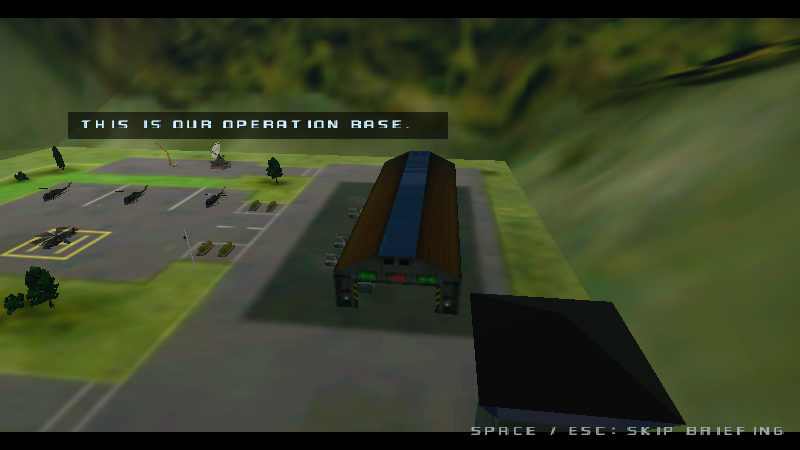 THIS IS OUR OPERATION BASE.
SPACE / ESC: SKIP BRIEFING